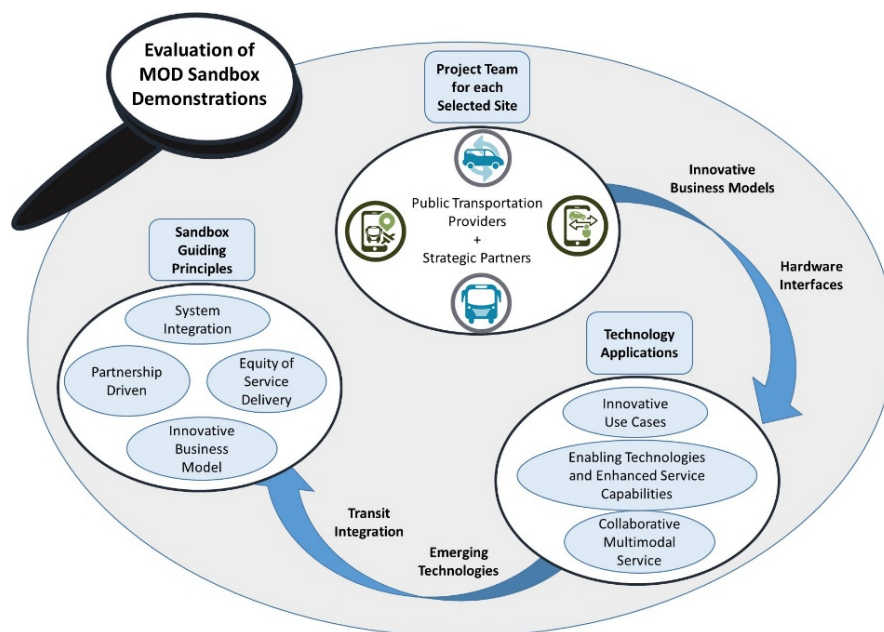 Evaluation of
MOD Sandbox
Demonstrations
Project Team
for each
Selected Site
Public Transportation
Providers
+
Strategic Partners
Innovative
Business Models
Hardware
Interfaces
Sandbox
Guiding
Principles
System
Integration
Partnership
Driven
Equity of
Service
Delivery
Innovative
Business
Model
Technology
Applications
Innovative
Use Cases
Enabling Technologies
and Enhanced Service
Capabilities
Collaborative
Multimodal
Service
Transit
Integration
Emerging
Technologies